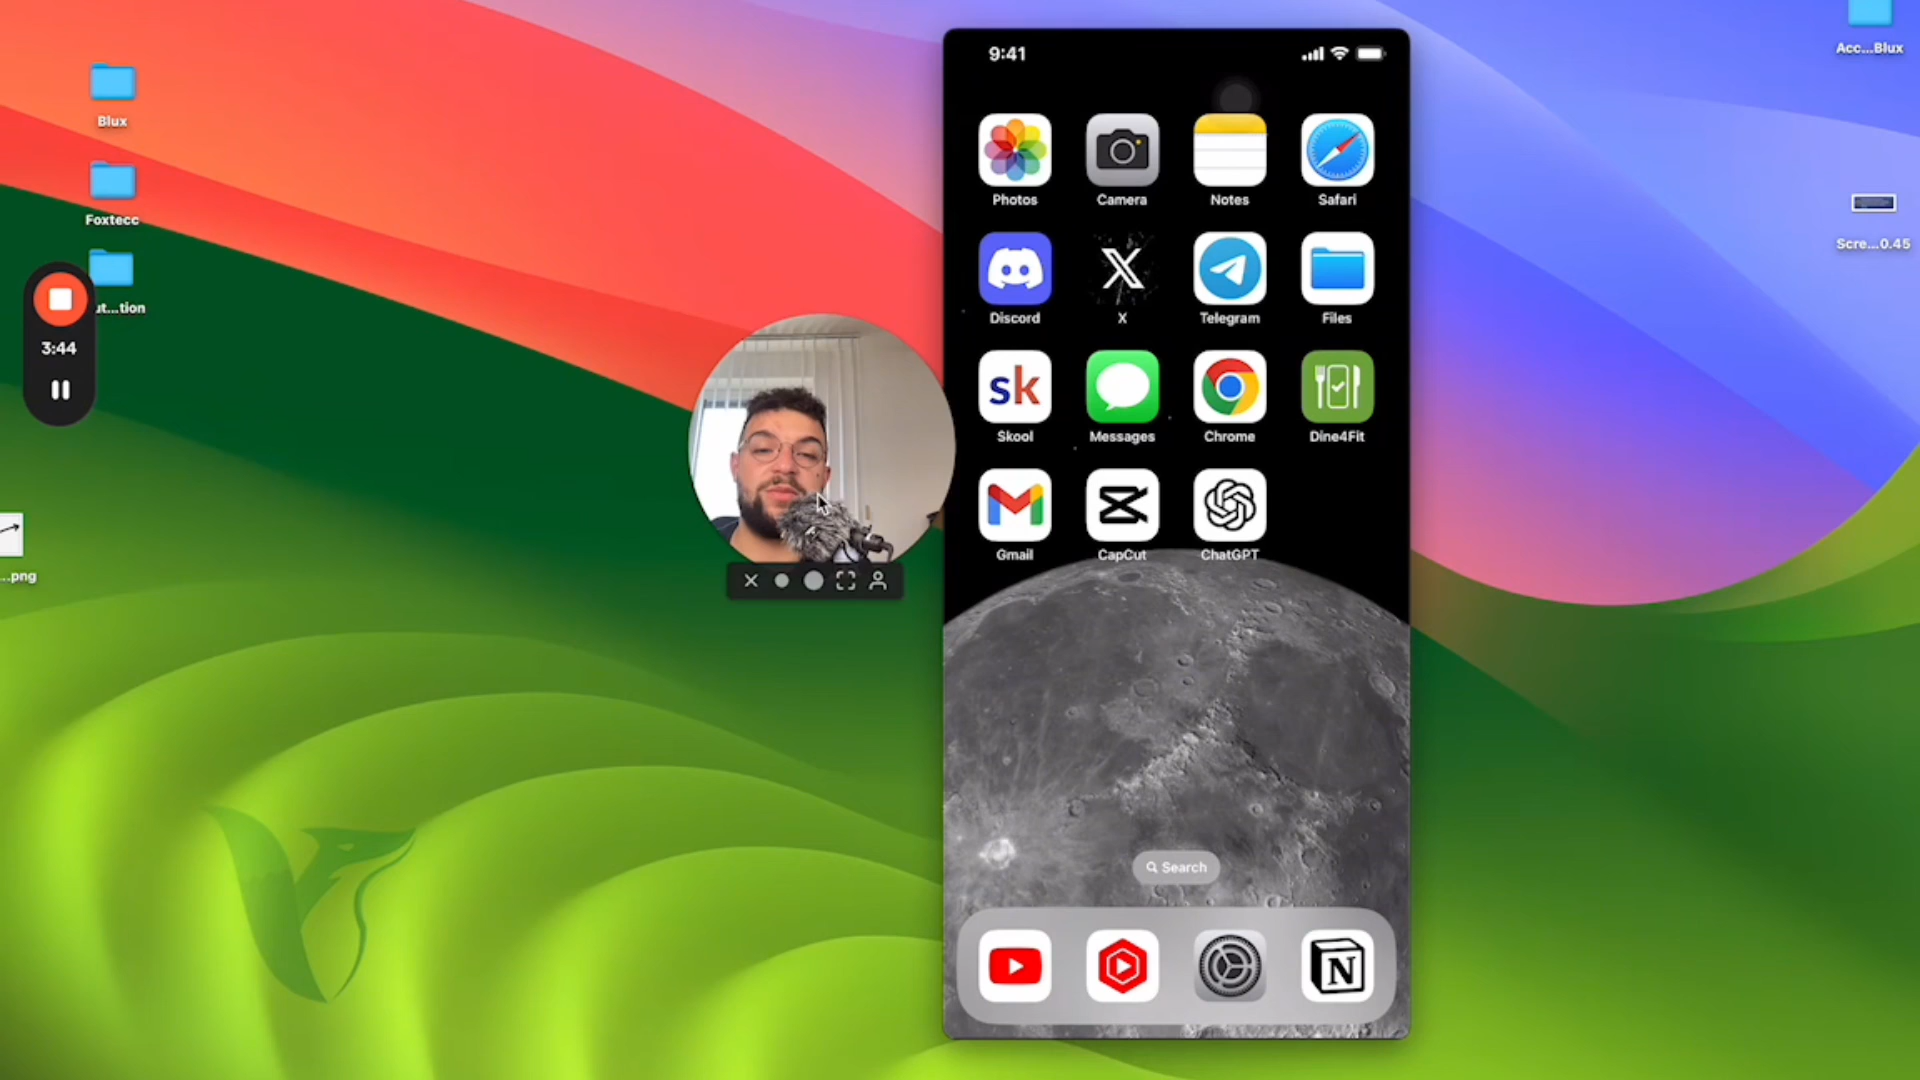 Blux
Foxtecc
ut...tion
3:44
...png
9:41
Photos
Camera
Notes
Safari
Discord
X
Telegram
Files
sk
Skool
Messages
Chrome
Dine4Fit
Gmail
CapCut
ChatGPT
Search
N
Acc...Blux
Scre...0.45